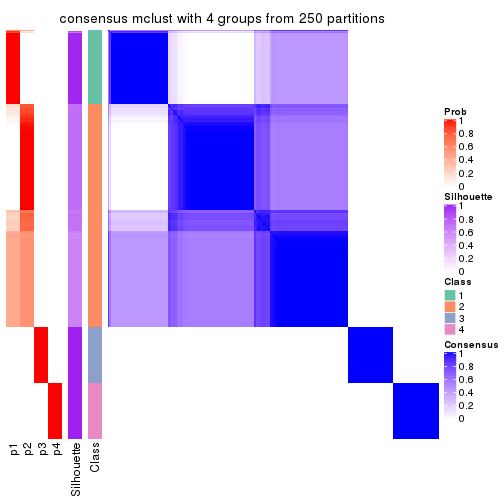 consensus mclust with 4 groups from 250 partitions
Prob
1
0.8
0.6
0.4
0.2
0
Silhouette
1
0.8
0.6
0.4
0.2
0
Class
1
2
3
4
Consensus
1
0.8
0.6
0.4
0.2
0
p1
p2
p3
p4
Silhouette
Class